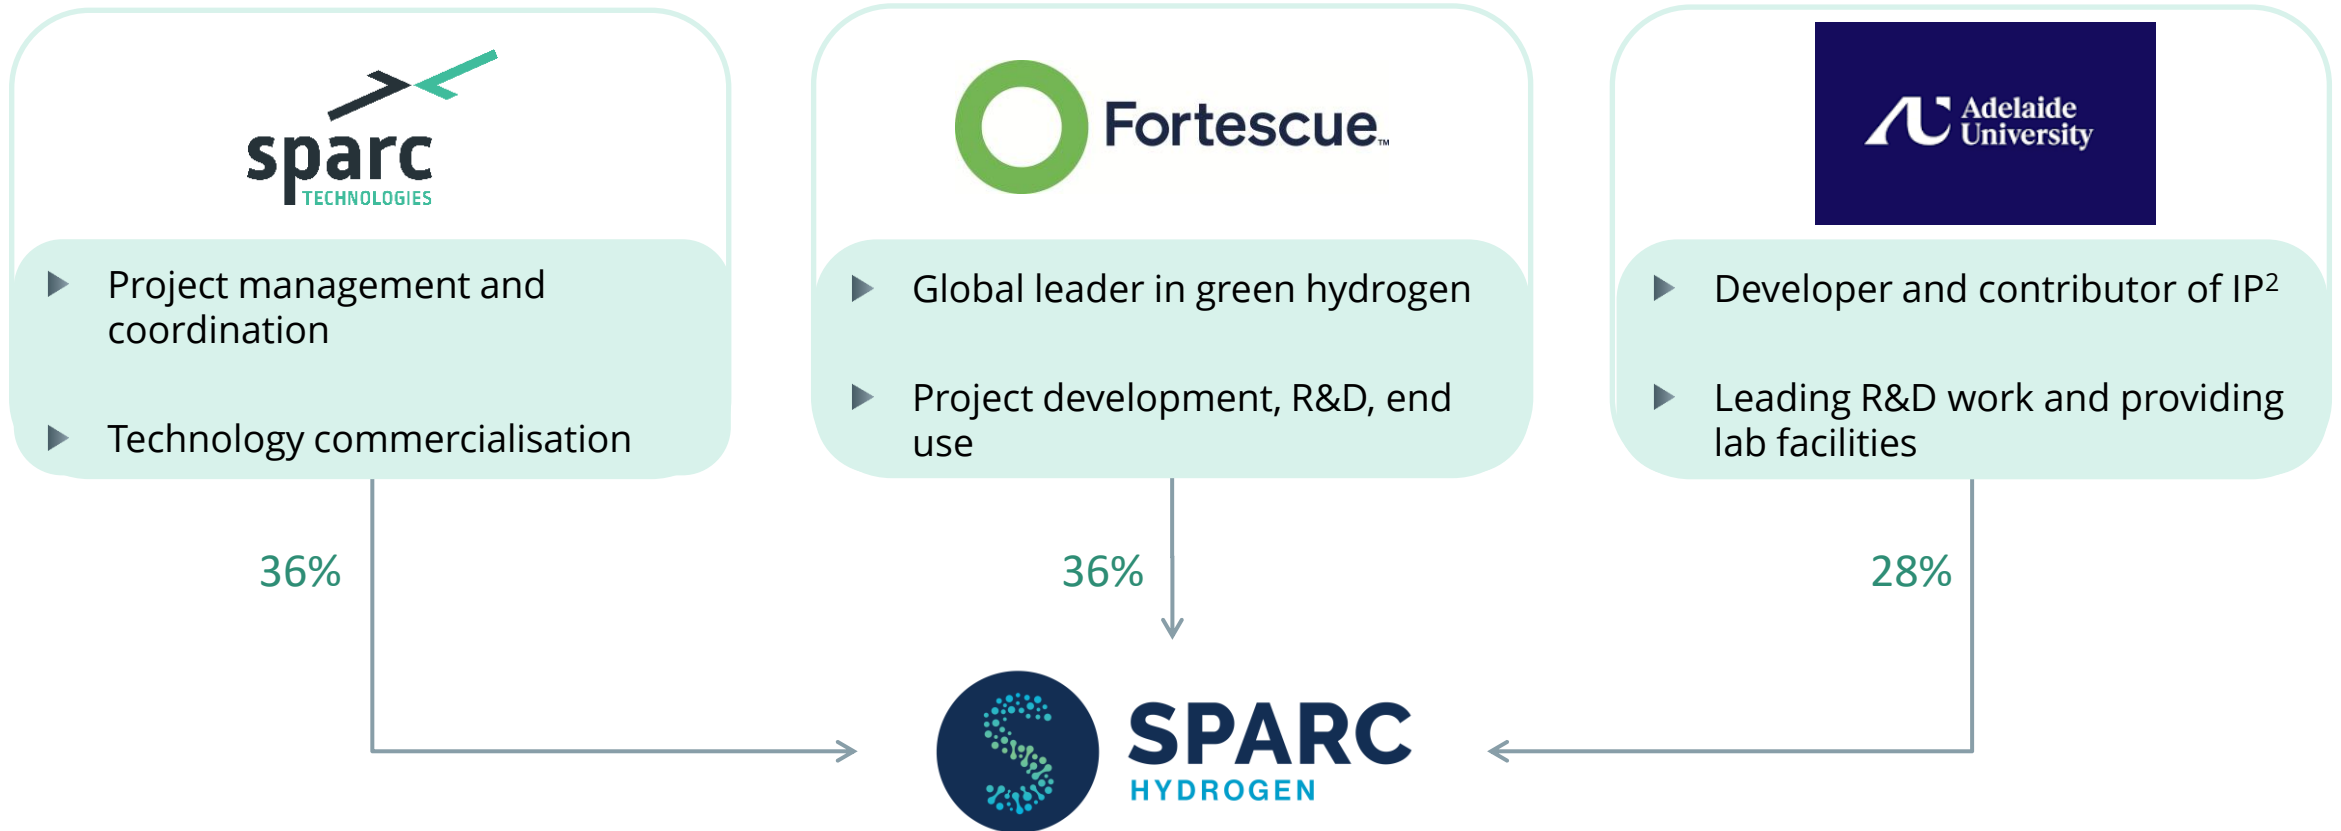 sparc
TECHNOLOGIES
Project management and
coordination
Technology commercialisation
Fortescue™
Global leader in green hydrogen
Project development, R&D, end
use
Adelaide
University
Developer and contributor of IP²
Leading R&D work and providing
lab facilities
36%
36%
28%
SPARC
HYDROGEN